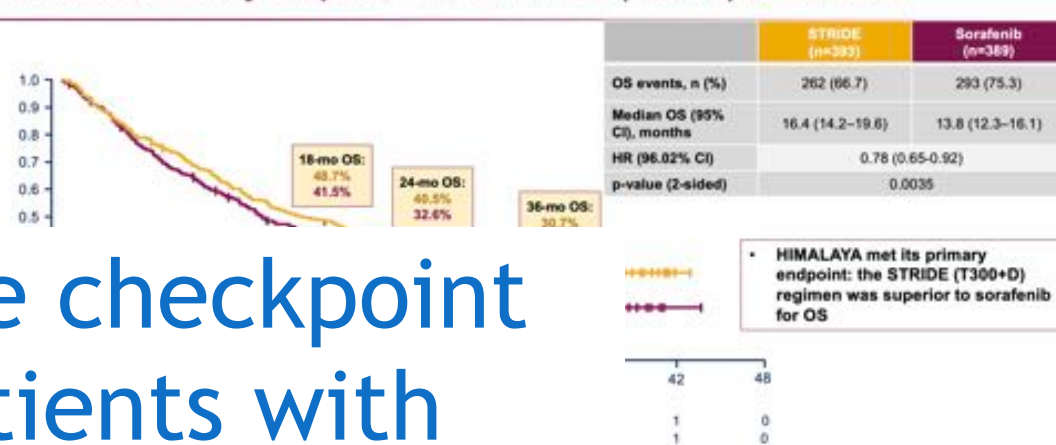 STRIDE (n=393)
Sorafenib (n=389)
OS events, n (%) 262 (66.7) 293 (75.3)
Median OS (95% CI), months 16.4 (14.2–19.6) 13.8 (12.3–16.1)
HR (96.02% CI) 0.78 (0.65-0.92)
p-value (2-sided) 0.0035
1.0
0.9
0.8
0.7
0.6
0.5
18-mo OS:
48.7%
41.5%
24-mo OS:
40.5%
32.6%
36-mo OS:
30.7%
• HIMALAYA met its primary
endpoint: the STRIDE (T300+D)
regimen was superior to sorafenib
for OS
e checkpoint
tients with
42 48
1 0
1 0